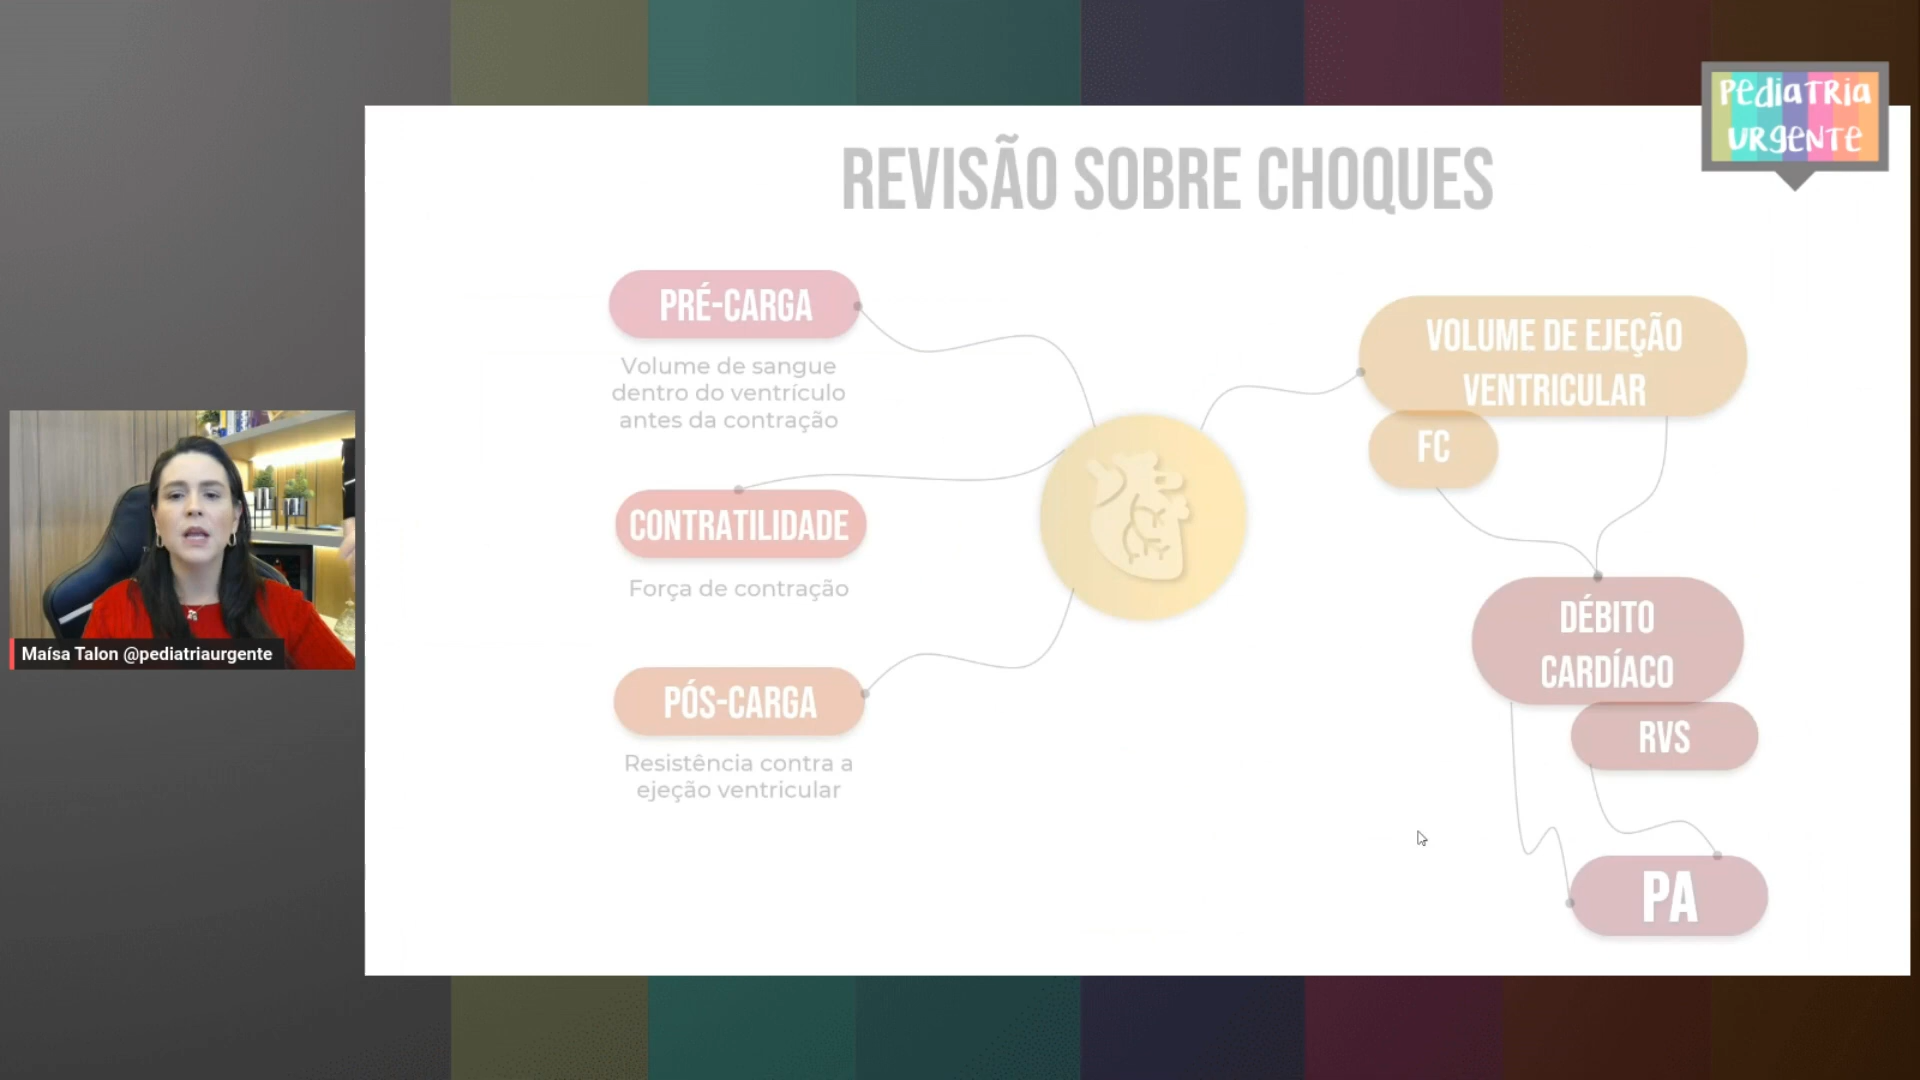 PEDIATRIA
URGENTE
REVISÃO SOBRE CHOQUES
PRÉ-CARGA
Volume de sangue
dentro do ventrículo
antes da contração
CONTRATILIDADE
Força de contração
PÓS-CARGA
Resistência contra a
ejeção ventricular
VOLUME DE EJEÇÃO
VENTRICULAR
FC
DÉBITO
CARDÍACO
RVS
PA
Maísa Talon @pediatriaurgente